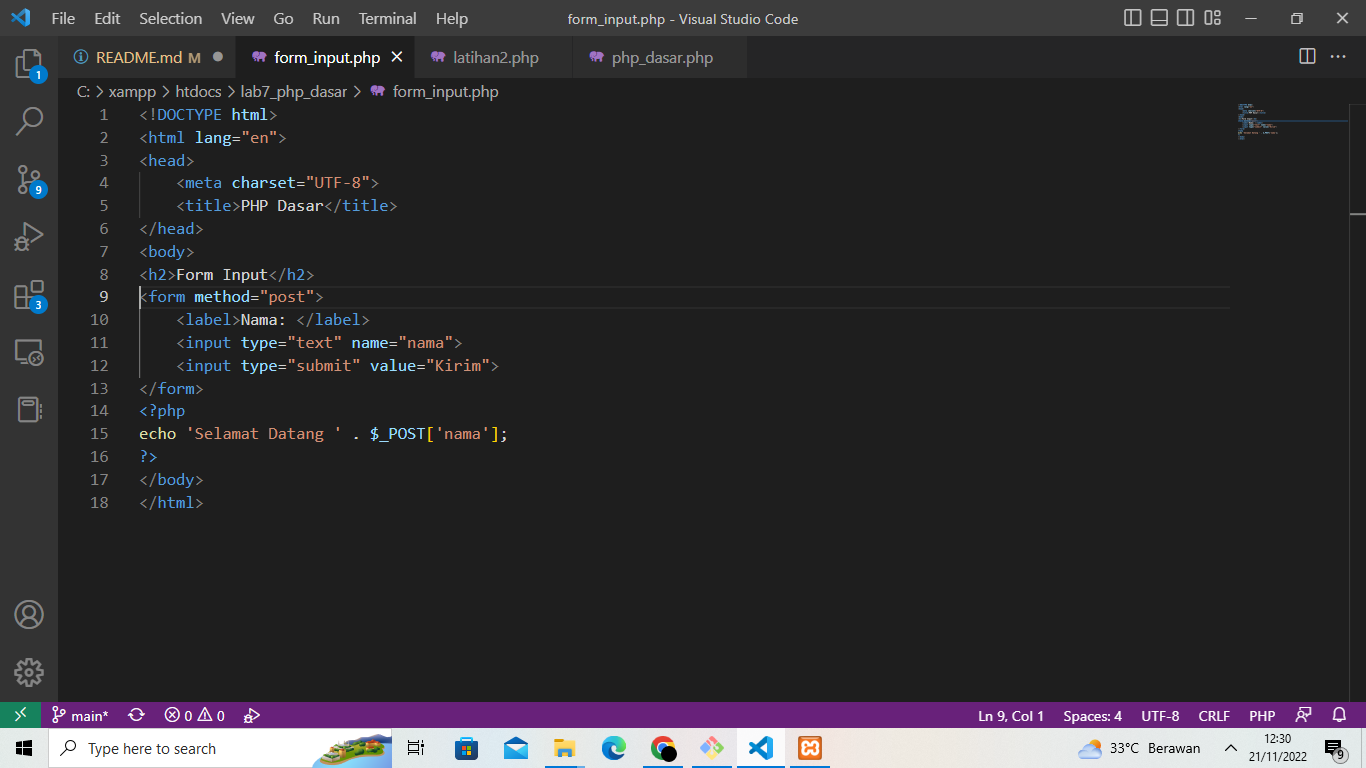 File Edit Selection View Go Run Terminal Help form_input.php - Visual Studio Code
README.md M form_input.php latihan2.php php_dasar.php
C: > xampp > htdocs > lab7_php_dasar > form_input.php
1 <!DOCTYPE html>
2 <html lang="en">
3 <head>
4 <meta charset="UTF-8">
5 <title>PHP Dasar</title>
6 </head>
7 <body>
8 <h2>Form Input</h2>
9 <form method="post">
10 <label>Nama: </label>
11 <input type="text" name="nama">
12 <input type="submit" value="Kirim">
13 </form>
14 <?php
15 echo 'Selamat Datang ' . $_POST['nama'];
16 ?>
17 </body>
18 </html>
1
9
3
main* 0 0 Ln 9, Col 1 Spaces: 4 UTF-8 CRLF PHP
Type here to search 33°C Berawan 12:30
21/11/2022 9